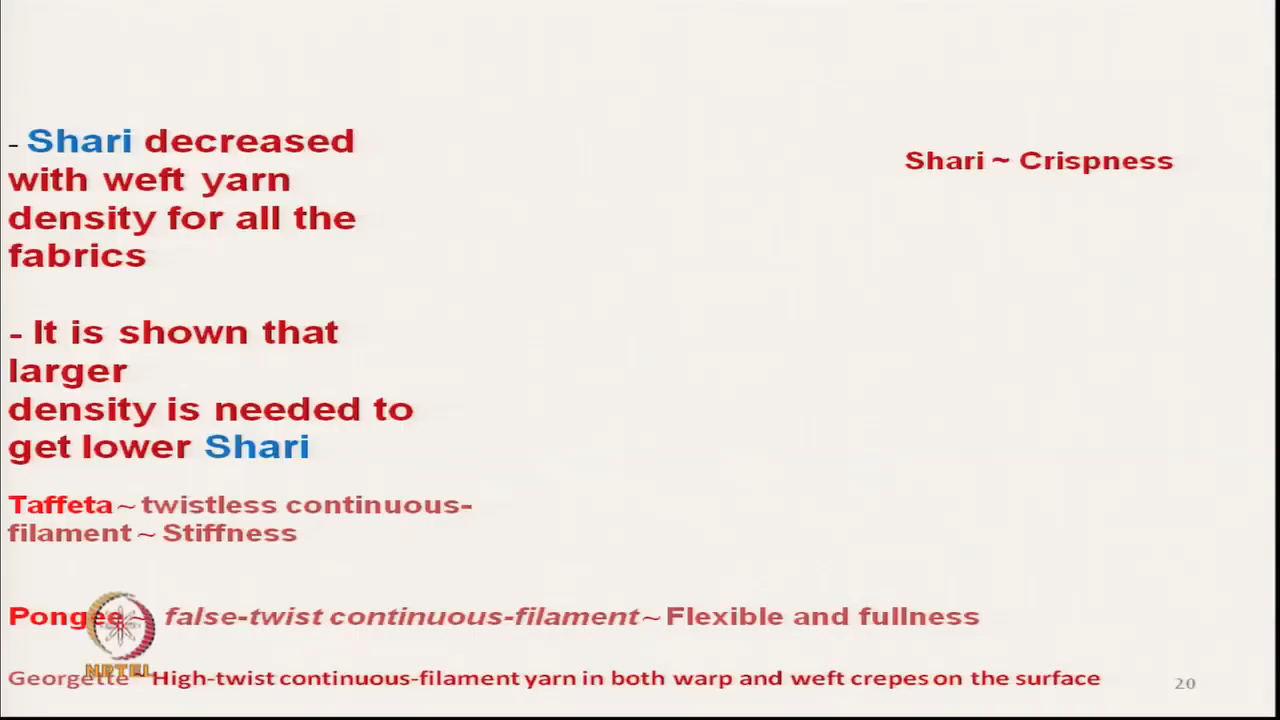 - Shari decreased
with weft yarn
density for all the
fabrics
Shari ~ Crispness
- It is shown that
larger
density is needed to
get lower Shari
Taffeta ~ twistless continuous-
filament ~ Stiffness
Pongee ~ false-twist continuous-filament ~ Flexible and fullness
Georgette ~ High-twist continuous-filament yarn in both warp and weft crepes on the surface
NPTEL
20